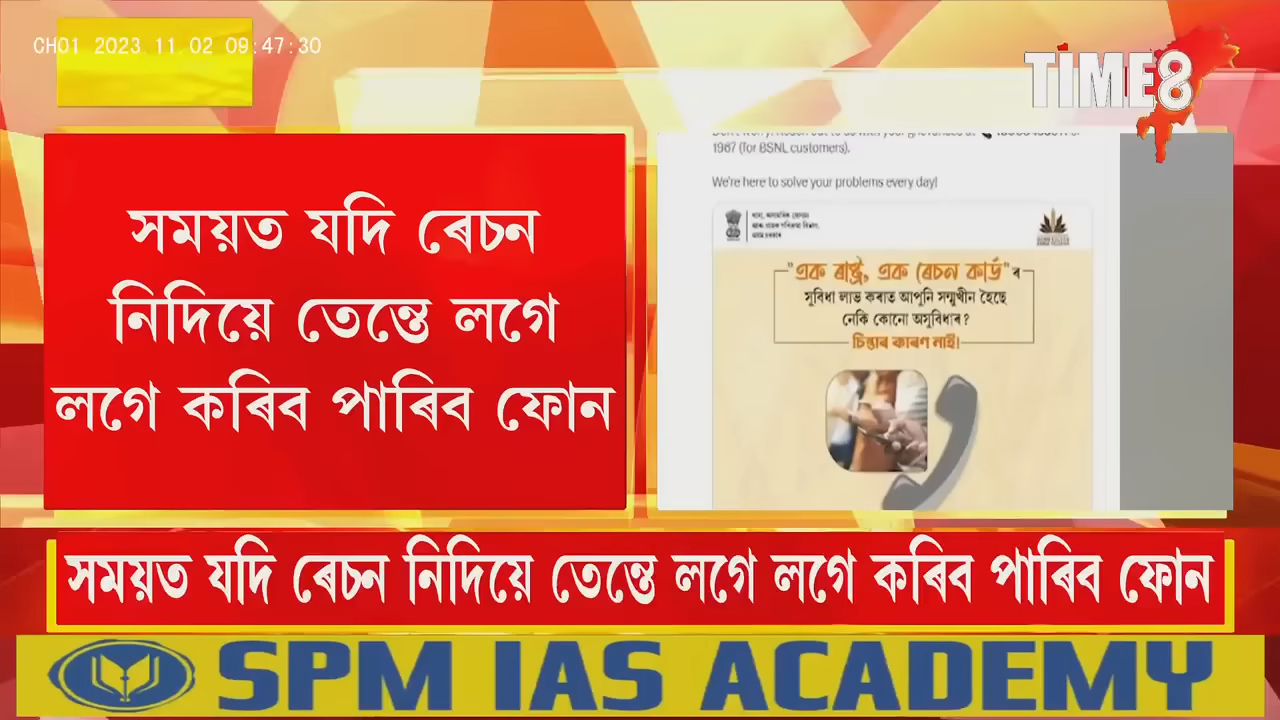 CH01 2023 11 02 09:47:30
TIME8
সময়ত যদি ৰেচন
নিদিয়ে তেন্তে লগে
লগে কৰিব পাৰিব ফোন
1967 (for BSNL customers).
We're here to solve your problems every day!
"এক ৰাষ্ট্ৰ, এক ৰেচন কাৰ্ড"ৰ
সুবিধা লাভ কৰাত আপুনি সন্মুখীন হৈছে
নেকি কোনো অসুবিধাৰ?
চিন্তাৰ কাৰণ নাই।
সময়ত যদি ৰেচন নিদিয়ে তেন্তে লগে লগে কৰিব পাৰিব ফোন
SPM IAS ACADEMY